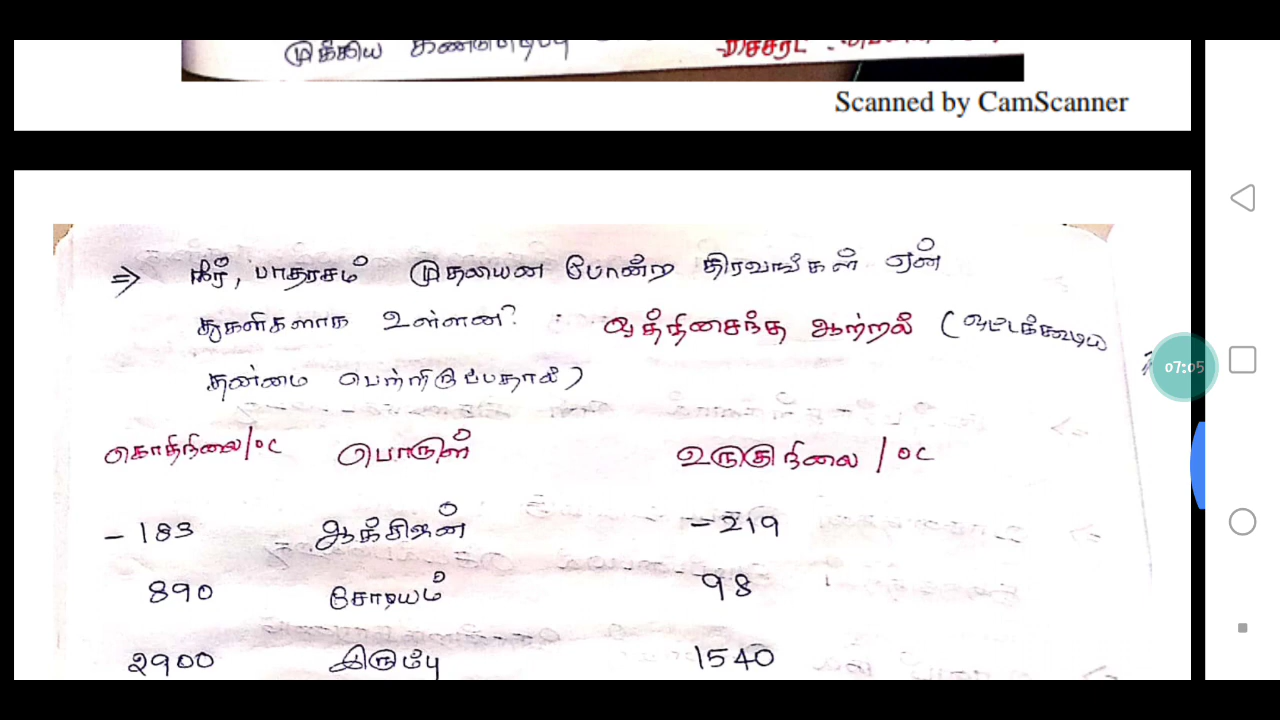 முக்கிய
Scanned by CamScanner
=> நீர், பாதரசம் முதலான போன்ற திரவங்கள் ஏன்
துகளிகளாக உள்ளன? : ஒத்திசைந்த ஆற்றல் (ஒட்டக்கூடிய
தன்மை பெற்றிருப்பதால்)
07:05
கொதிநிலை/°C பொருள் உருகுநிலை / °C
- 183 ஆக்சிஜன் - 219
890 சோடியம் 98
2900 இரும்பு 1540